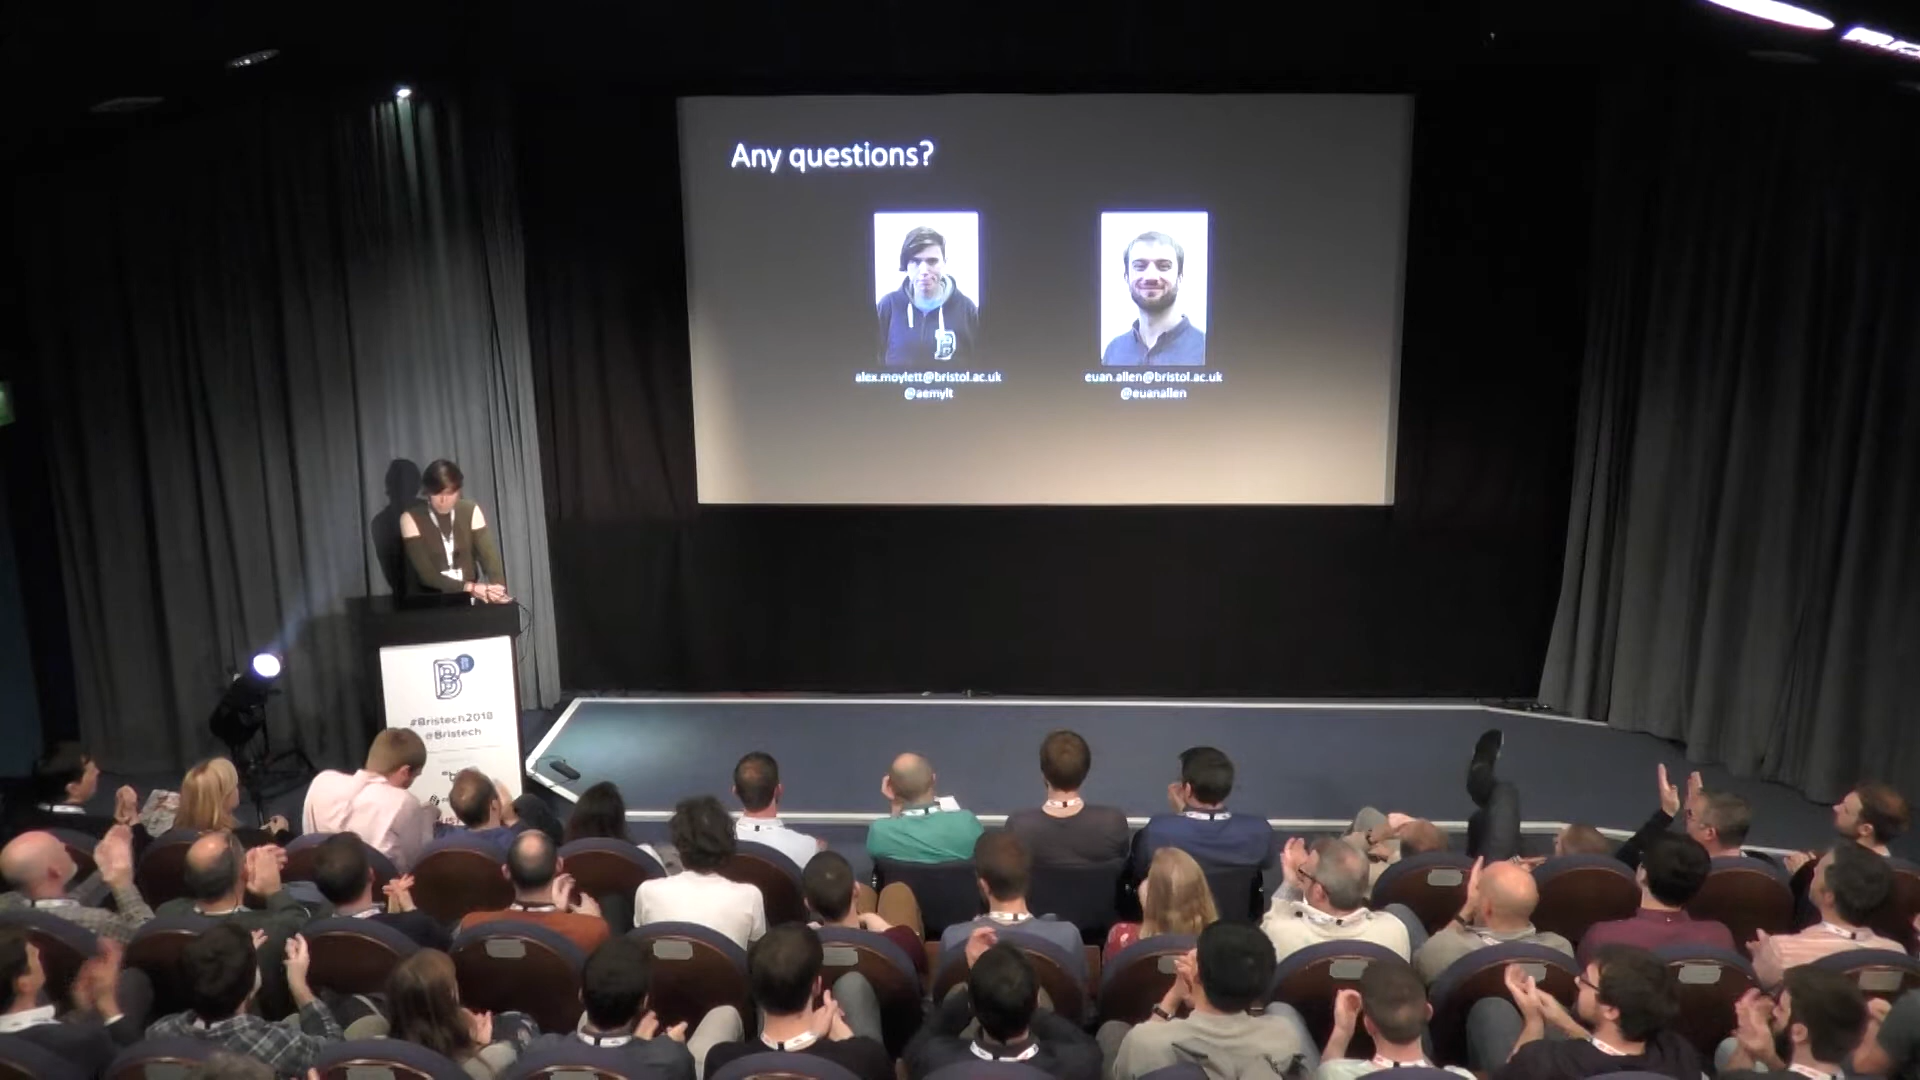 Any questions?
alex.moylett@bristol.ac.uk
@aemylt
euan.allen@bristol.ac.uk
@euanallen
B
#Bristech2018
@Bristech